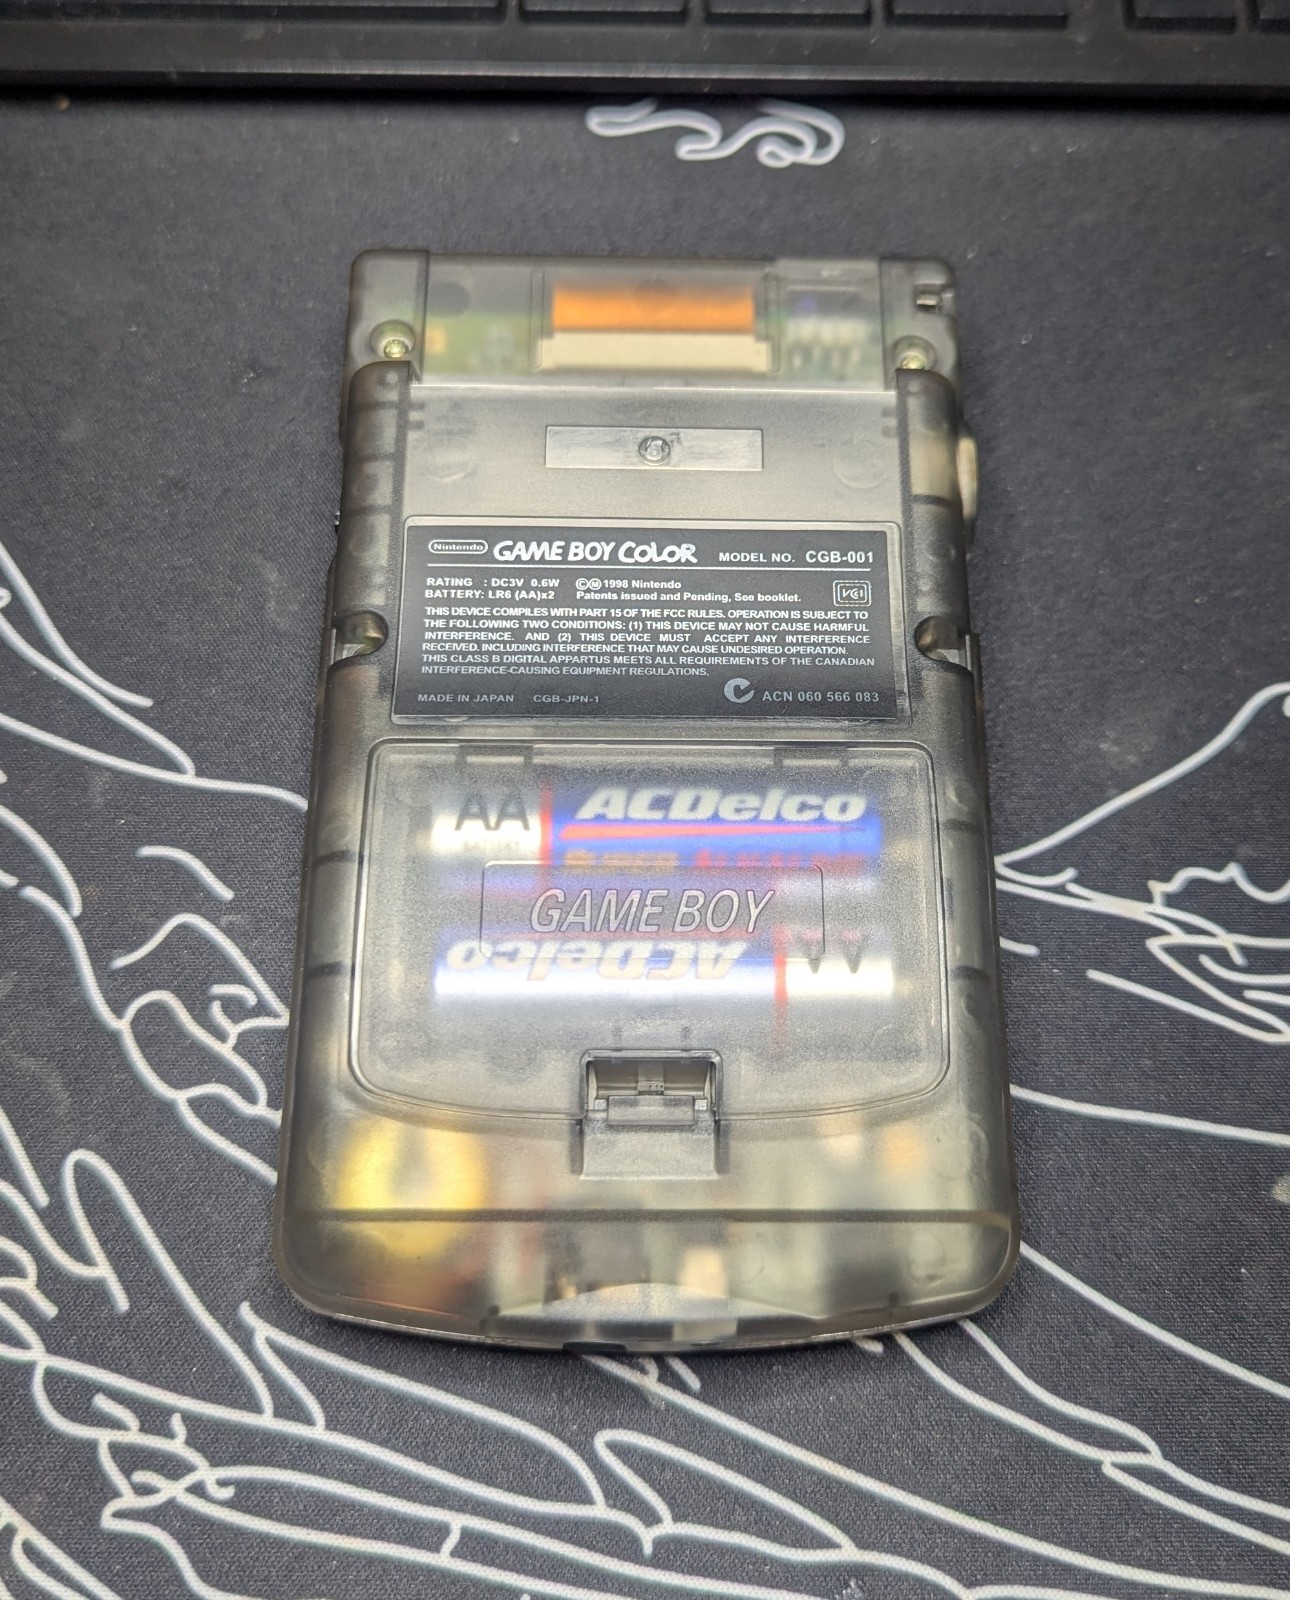 Nintendo GAME BOY COLOR MODEL NO. CGB-001
RATING : DC3V 0.6W ©Ⓜ1998 Nintendo
BATTERY: LR6 (AA)x2 Patents issued and Pending, See booklet.
THIS DEVICE COMPILES WITH PART 15 OF THE FCC RULES. OPERATION IS SUBJECT TO
THE FOLLOWING TWO CONDITIONS: (1) THIS DEVICE MAY NOT CAUSE HARMFUL
INTERFERENCE. AND (2) THIS DEVICE MUST ACCEPT ANY INTERFERENCE
RECEIVED. INCLUDING INTERFERENCE THAT MAY CAUSE UNDESIRED OPERATION.
THIS CLASS B DIGITAL APPARTUS MEETS ALL REQUIREMENTS OF THE CANADIAN
INTERFERENCE-CAUSING EQUIPMENT REGULATIONS,
MADE IN JAPAN CGB-JPN-1 ACN 060 566 083
AA ACDelco
SUPER ALKALINE
GAME BOY
ACDelco AA